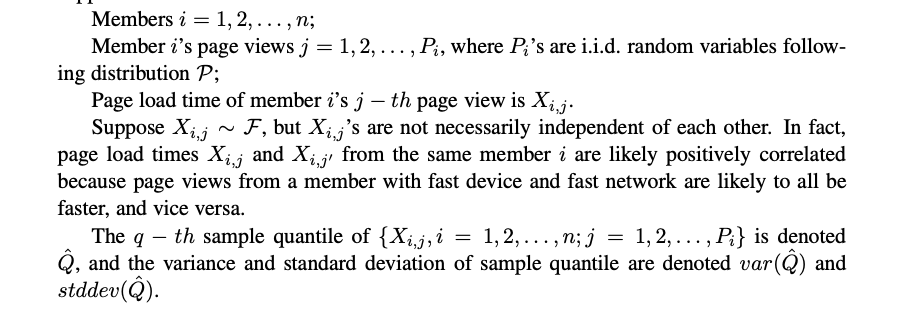 Members i = 1, 2, . . . , n;
Member i's page views j = 1, 2, . . . , P_i, where P_i's are i.i.d. random variables follow-
ing distribution 𝒫;
Page load time of member i's j − th page view is X_{i,j}.
Suppose X_{i,j} ∼ ℱ, but X_{i,j}'s are not necessarily independent of each other. In fact,
page load times X_{i,j} and X_{i,j′} from the same member i are likely positively correlated
because page views from a member with fast device and fast network are likely to all be
faster, and vice versa.
The q − th sample quantile of {X_{i,j}, i = 1, 2, . . . , n; j = 1, 2, . . . , P_i} is denoted
Q̂, and the variance and standard deviation of sample quantile are denoted var(Q̂) and
stddev(Q̂).